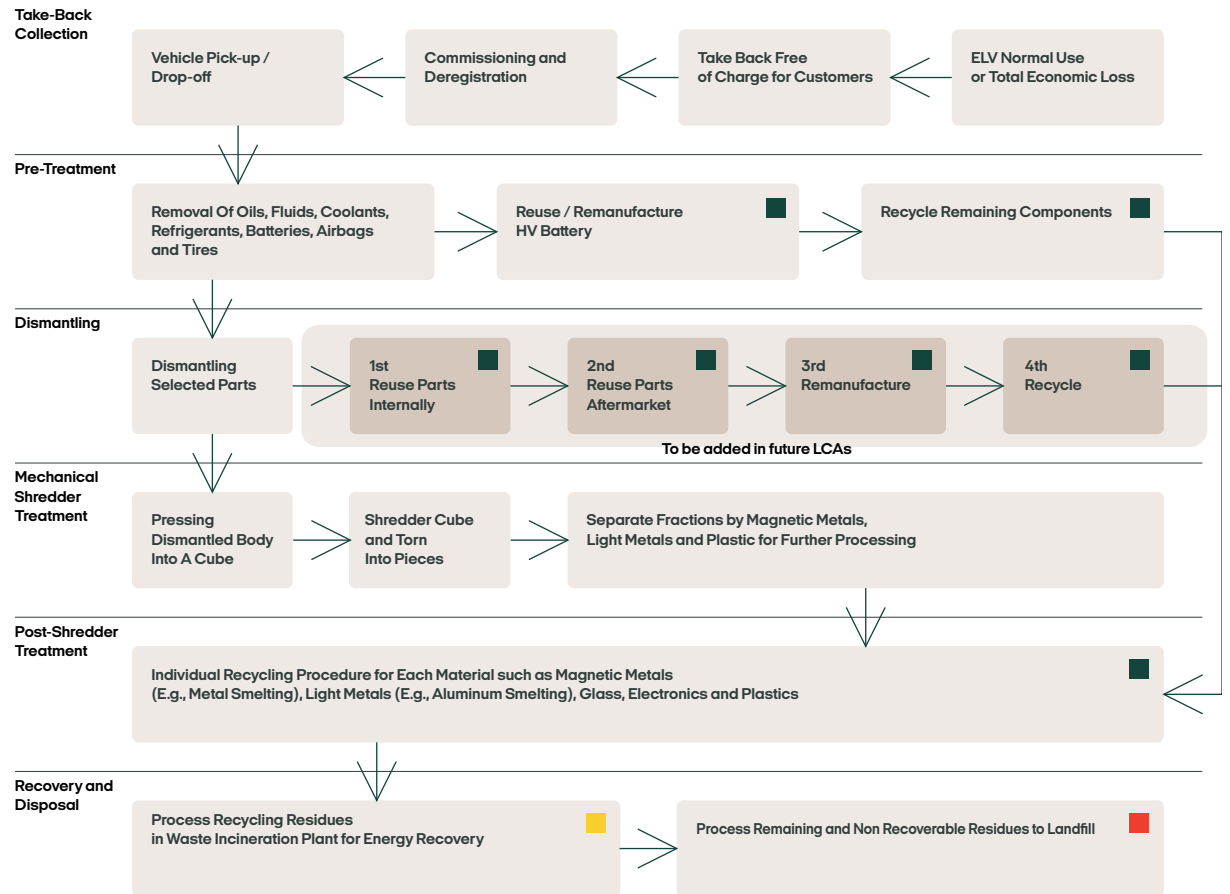 Take-Back
Collection
Vehicle Pick-up /
Drop-off
Commissioning and
Deregistration
Take Back Free
of Charge for Customers
ELV Normal Use
or Total Economic Loss
Pre-Treatment
Removal Of Oils, Fluids, Coolants,
Refrigerants, Batteries, Airbags
and Tires
Reuse / Remanufacture
HV Battery
Recycle Remaining Components
Dismantling
Dismantling
Selected Parts
1st
Reuse Parts
Internally
2nd
Reuse Parts
Aftermarket
3rd
Remanufacture
4th
Recycle
To be added in future LCAs
Mechanical
Shredder
Treatment
Pressing
Dismantled Body
Into A Cube
Shredder Cube
and Torn
Into Pieces
Separate Fractions by Magnetic Metals,
Light Metals and Plastic for Further Processing
Post-Shredder
Treatment
Individual Recycling Procedure for Each Material such as Magnetic Metals
(E.g., Metal Smelting), Light Metals (E.g., Aluminum Smelting), Glass, Electronics and Plastics
Recovery and
Disposal
Process Recycling Residues
in Waste Incineration Plant for Energy Recovery
Process Remaining and Non Recoverable Residues to Landfill